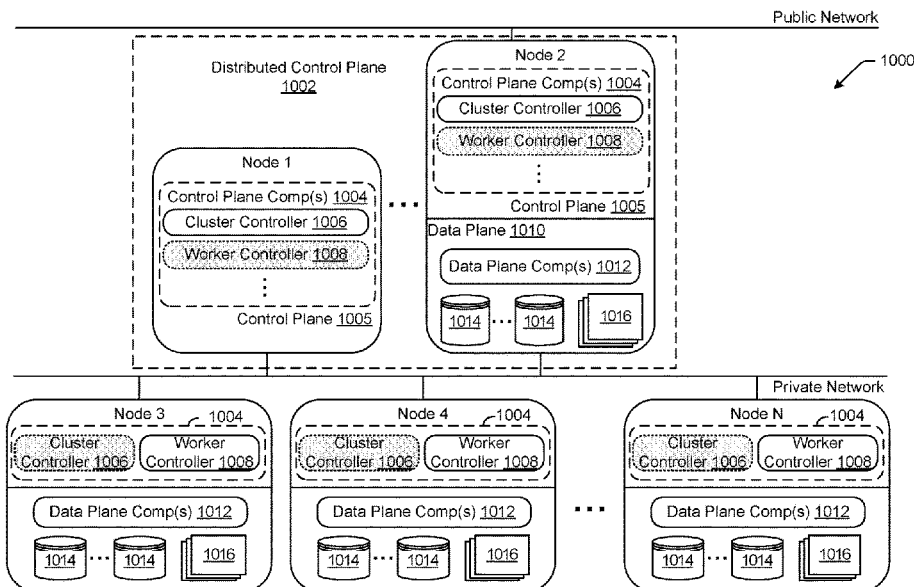 Public Network
1000
Distributed Control Plane
1002
Node 2
Control Plane Comp(s) 1004
Cluster Controller 1006
Worker Controller 1008
Control Plane 1005
Data Plane 1010
Data Plane Comp(s) 1012
1014 ... 1014 1016
Node 1
Control Plane Comp(s) 1004
Cluster Controller 1006
Worker Controller 1008
Control Plane 1005
Private Network
Node 3
1004
Cluster
Controller 1006
Worker
Controller 1008
Data Plane Comp(s) 1012
1014 ... 1014 1016
Node 4
1004
Cluster
Controller 1006
Worker
Controller 1008
Data Plane Comp(s) 1012
1014 ... 1014 1016
Node N
1004
Cluster
Controller 1006
Worker
Controller 1008
Data Plane Comp(s) 1012
1014 ... 1014 1016